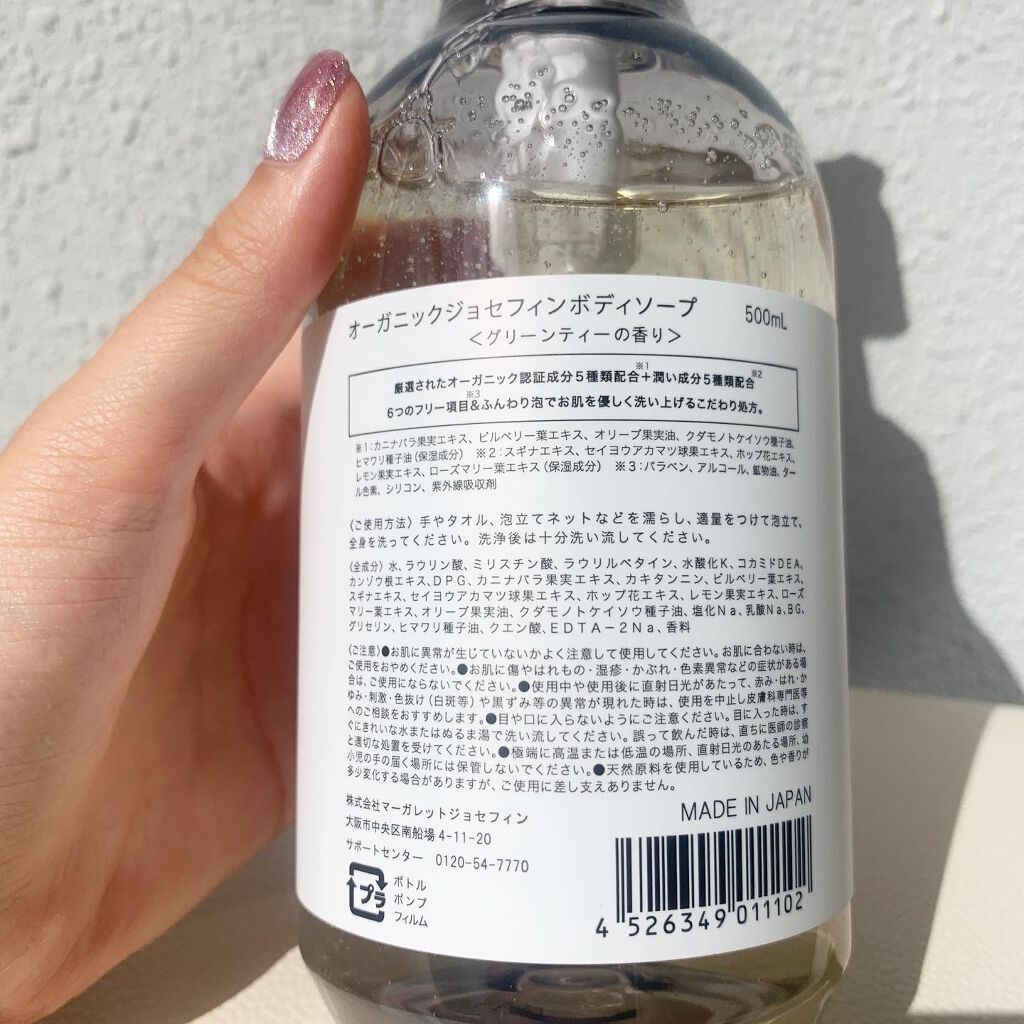 オーガニックジョセフィンボディソープ 500mL
＜グリーンティーの香り＞
厳選されたオーガニック認証成分5種類配合※1＋潤い成分5種類配合※2
6つのフリー項目※3＆ふんわり泡でお肌を優しく洗い上げるこだわり処方。
※1：カニナバラ果実エキス、ビルベリー葉エキス、オリーブ果実油、クダモノトケイソウ種子油、
ヒマワリ種子油（保湿成分） ※2：スギナエキス、セイヨウアカマツ球果エキス、ホップ花エキス、
レモン果実エキス、ローズマリー葉エキス（保湿成分） ※3：パラベン、アルコール、鉱物油、ター
ル色素、シリコン、紫外線吸収剤
〈ご使用方法〉手やタオル、泡立てネットなどを濡らし、適量をつけて泡立て、
全身を洗ってください。洗浄後は十分洗い流してください。
〈全成分〉水、ラウリン酸、ミリスチン酸、ラウリルベタイン、水酸化K、コカミドDEA、
カンゾウ根エキス、DPG、カニナバラ果実エキス、カキタンニン、ビルベリー葉エキス、
スギナエキス、セイヨウアカマツ球果エキス、ホップ花エキス、レモン果実エキス、ローズ
マリー葉エキス、オリーブ果実油、クダモノトケイソウ種子油、塩化Na、乳酸Na、BG、
グリセリン、ヒマワリ種子油、クエン酸、EDTA－2Na、香料
〈ご注意〉●お肌に異常が生じていないかよく注意して使用してください。お肌に合わない時は、
ご使用をおやめください。●お肌に傷やはれもの・湿疹・かぶれ・色素異常などの症状がある場
合は、ご使用にならないでください。●使用中や使用後に直射日光があたって、赤み・はれ・か
ゆみ・刺激・色抜け（白斑等）や黒ずみ等の異常が現れた時は、使用を中止し皮膚科専門医等
へのご相談をおすすめします。●目や口に入らないようにご注意ください。目に入った時は、す
ぐにきれいな水またはぬるま湯で洗い流してください。誤って飲んだ時は、直ちに医師の診察
と適切な処置を受けてください。●極端に高温または低温の場所、直射日光のあたる場所、幼
小児の手の届く場所には保管しないでください。●天然原料を使用しているため、色や香りが
多少変化する場合がありますが、ご使用に差し支えありません。
株式会社マーガレットジョセフィン
大阪市中央区南船場4-11-20
サポートセンター 0120-54-7770
プラ
ボトル
ポンプ
フィルム
MADE IN JAPAN
4 526349 011102